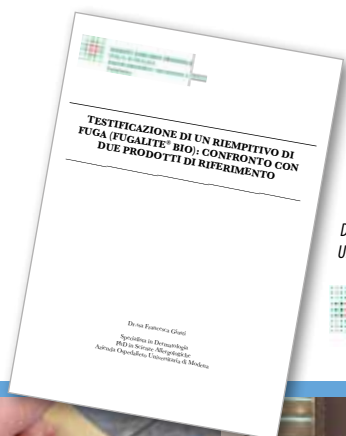 TESTIFICAZIONE DI UN RIEMPITIVO DI
FUGA (FUGALITE® BIO): CONFRONTO CON
DUE PRODOTTI DI RIFERIMENTO
D
U
Dr.ssa Francesca Giusti
Specialista in Dermatologia
PhD in Scienze Allergologiche
Azienda Ospedaliero Universitaria di Modena